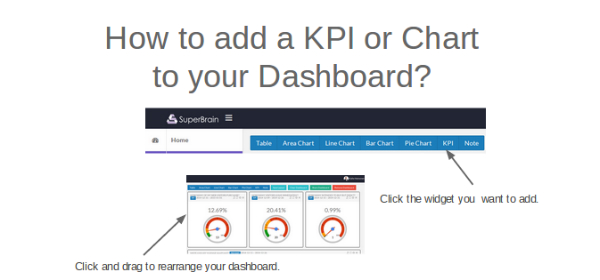 How to add a KPI or Chart
to your Dashboard?
SuperBrain
Home
Table Area Chart Line Chart Bar Chart Pie Chart KPI Note
Click the widget you want to add.
12.69% 30.41% 0.99%
Click and drag to rearrange your dashboard.